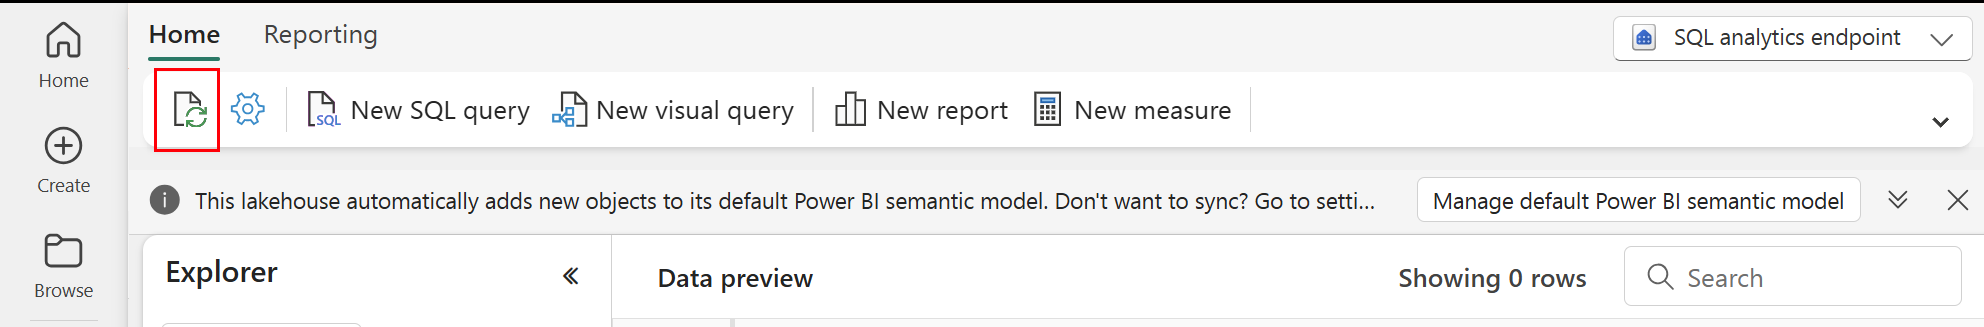 Home
Create
Browse
Home Reporting
SQL analytics endpoint
SQL New SQL query New visual query New report New measure
This lakehouse automatically adds new objects to its default Power BI semantic model. Don't want to sync? Go to setti...
Manage default Power BI semantic model
Explorer
Data preview
Showing 0 rows
Search